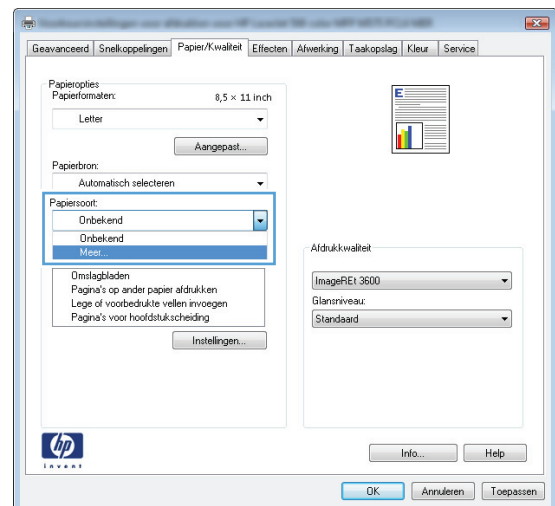 Geavanceerd Snelkoppelingen Papier/Kwaliteit Effecten Afwerking Taakopslag Kleur Service
Papieropties
Papierformaten: 8,5 × 11 inch
Letter
Aangepast...
Papierbron:
Automatisch selecteren
Papiersoort:
Onbekend
Onbekend
Meer...
Omslagbladen
Pagina's op ander papier afdrukken
Lege of voorbedrukte vellen invoegen
Pagina's voor hoofdstukscheiding
Instellingen...
E
Afdrukkwaliteit
ImageREt 3600
Glansniveau:
Standaard
hp
invent
Info... Help
OK Annuleren Toepassen